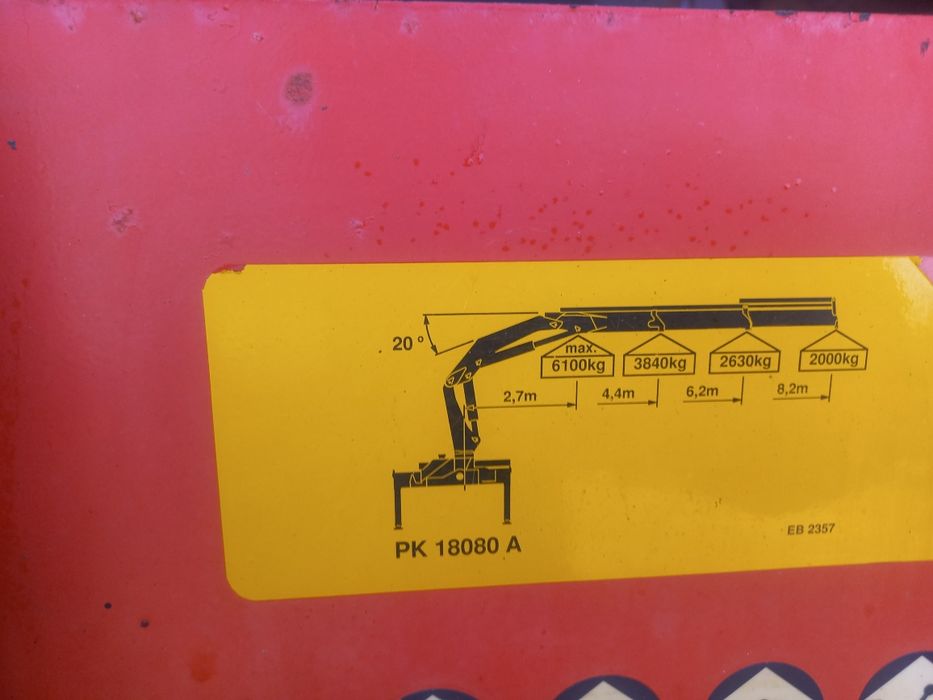 20°
max.
6100kg 3840kg 2630kg 2000kg
2,7m 4,4m 6,2m 8,2m
PK 18080 A
EB 2357